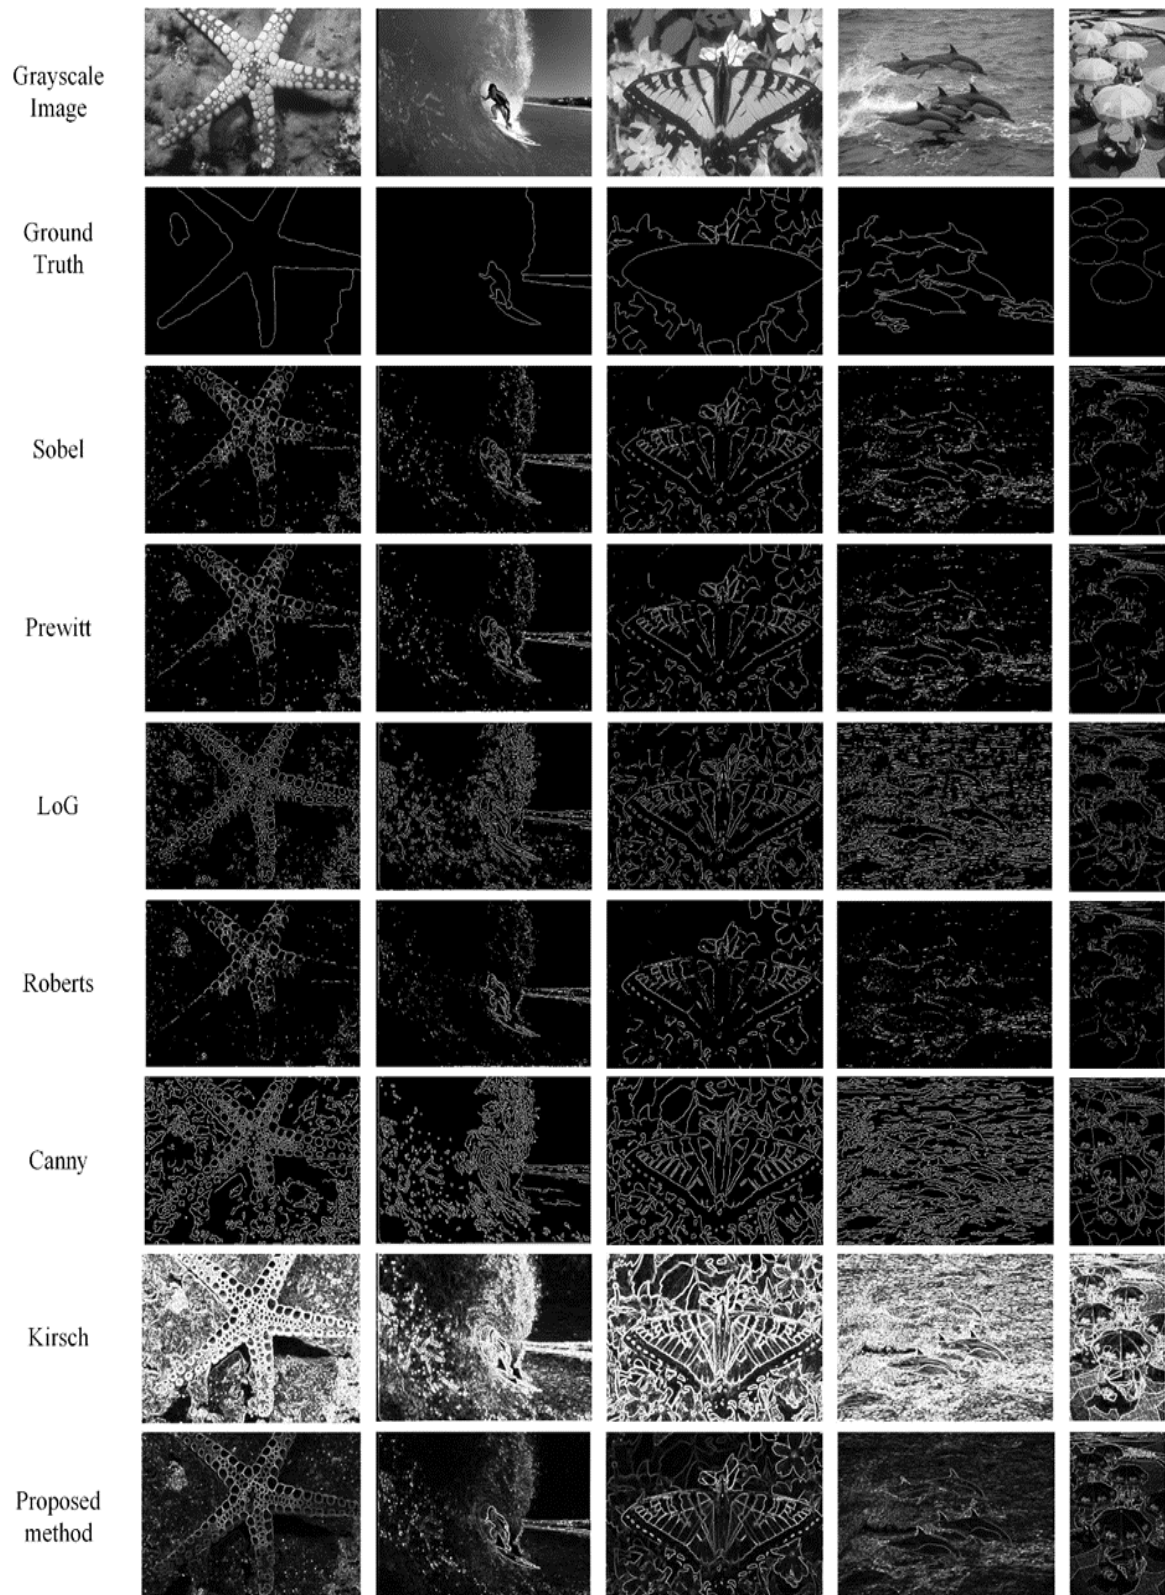 Grayscale
Image
Ground
Truth
Sobel
Prewitt
LoG
Roberts
Canny
Kirsch
Proposed
method